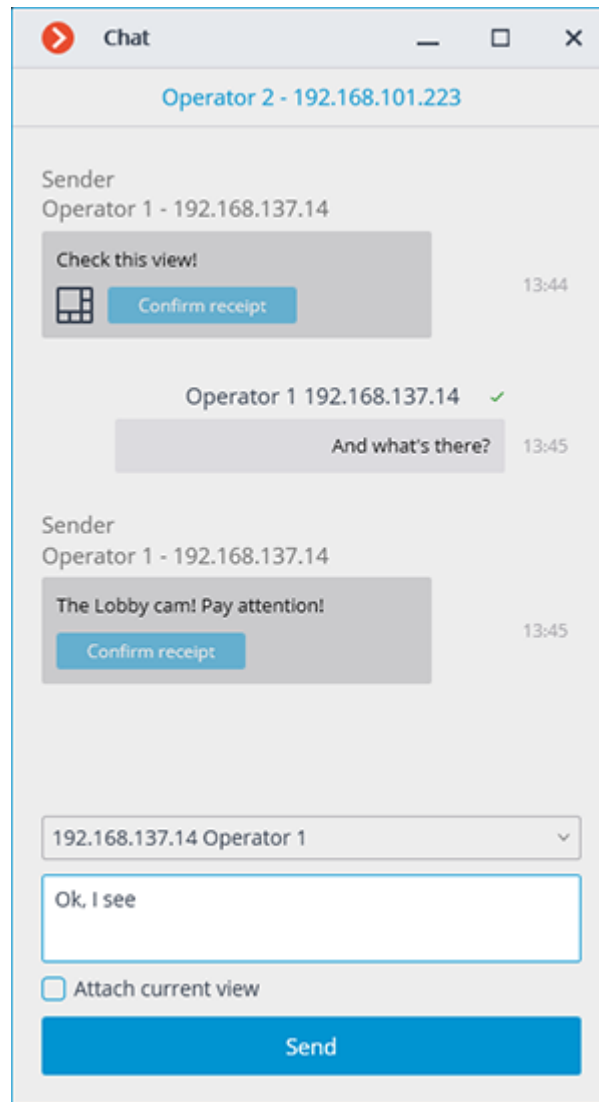 Chat
Operator 2 - 192.168.101.223
Sender
Operator 1 - 192.168.137.14
Check this view!
Confirm receipt
13:44
Operator 1 192.168.137.14
And what's there?
13:45
Sender
Operator 1 - 192.168.137.14
The Lobby cam! Pay attention!
13:45
Confirm receipt
192.168.137.14 Operator 1
Ok, I see
Attach current view
Send